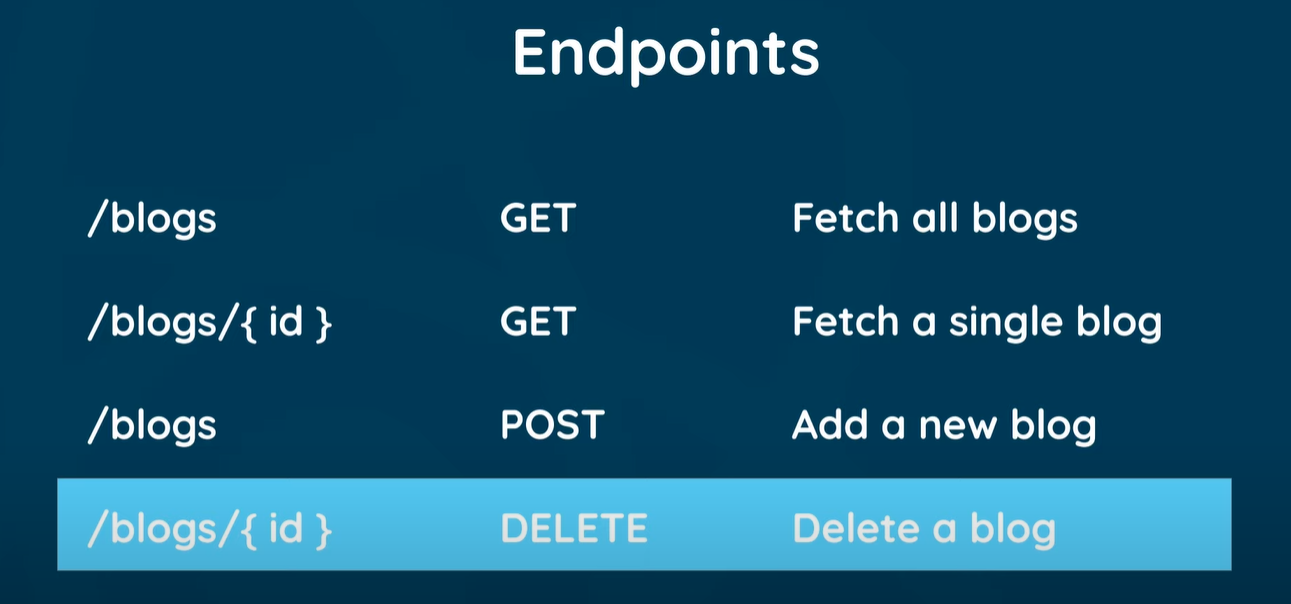 Endpoints
/blogs GET Fetch all blogs
/blogs/{ id } GET Fetch a single blog
/blogs POST Add a new blog
/blogs/{ id } DELETE Delete a blog